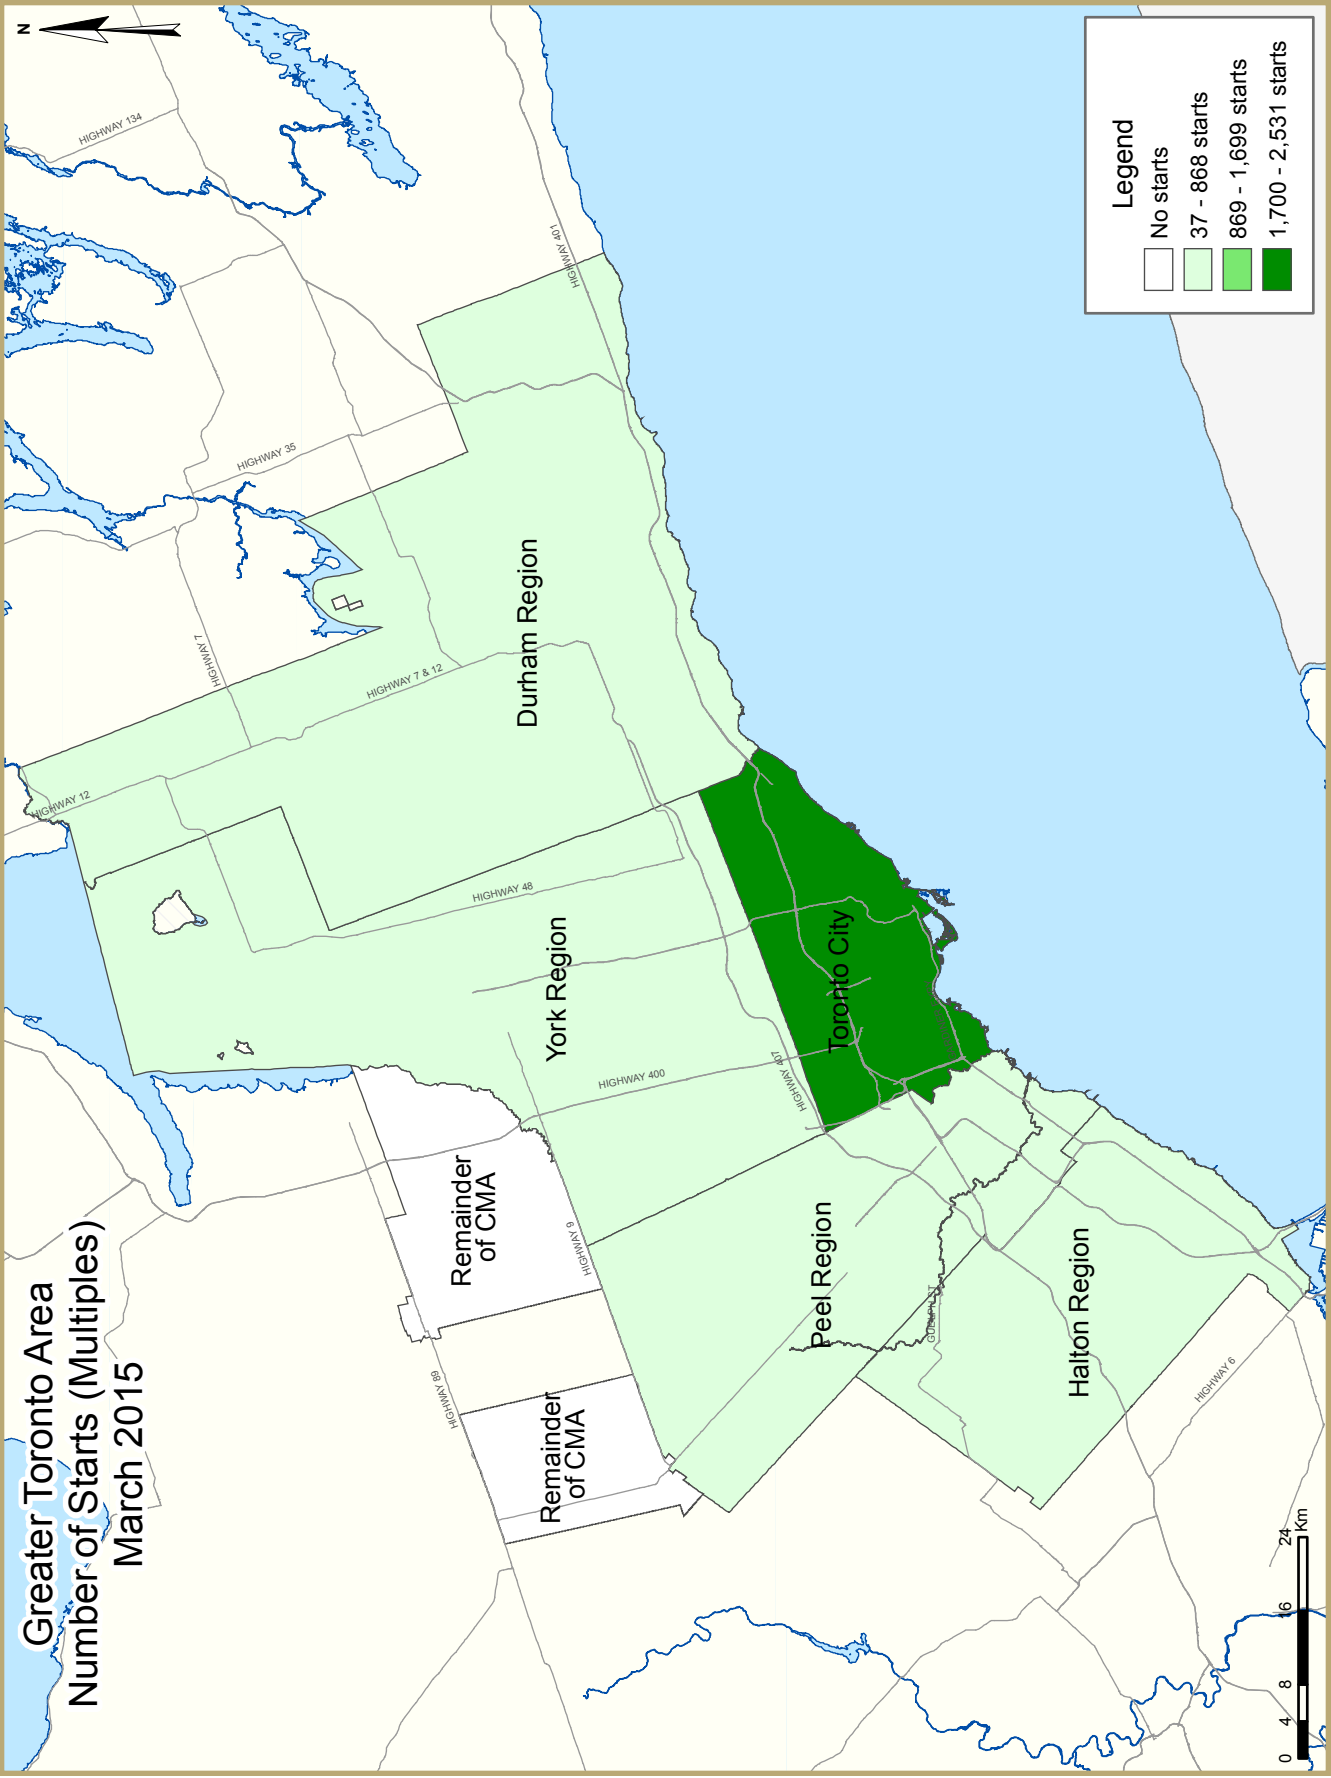 Greater Toronto Area
Number of Starts (Multiples)
March 2015
N
HIGHWAY 134
HIGHWAY 401
HIGHWAY 35
HIGHWAY 7
HIGHWAY 7 & 12
HIGHWAY 12
HIGHWAY 48
HIGHWAY 400
HIGHWAY 407
HIGHWAY 9
HIGHWAY 89
HIGHWAY 6
GUELPH ST
Durham Region
York Region
Toronto City
Peel Region
Halton Region
Remainder
of CMA
Remainder
of CMA
Legend
No starts
37 - 868 starts
869 - 1,699 starts
1,700 - 2,531 starts
0 4 8 16 24
Km